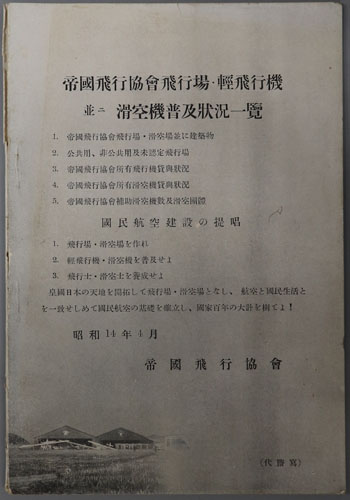 帝國飛行協會飛行場・輕飛行機
並ニ 滑空機普及狀況一覽
1. 帝國飛行協會飛行場・滑空場並に建築物
2. 公共用、非公共用及未認定飛行場
3. 帝國飛行協會所有飛行機貸與狀況
4. 帝國飛行協會所有滑空機貸與狀況
5. 帝國飛行協會補助滑空機數及滑空團體
國民航空建設の提唱
1. 飛行場・滑空場を作れ
2. 輕飛行機・滑空機を普及せよ
3. 飛行士・滑空士を養成せよ
皇國日本の天地を開拓して飛行場・滑空場となし、航空と國民生活と
を一致せしめて國民航空の基礎を確立し、國家百年の大計を樹てよ!
昭和14年4月
帝國飛行協會
(代謄寫)